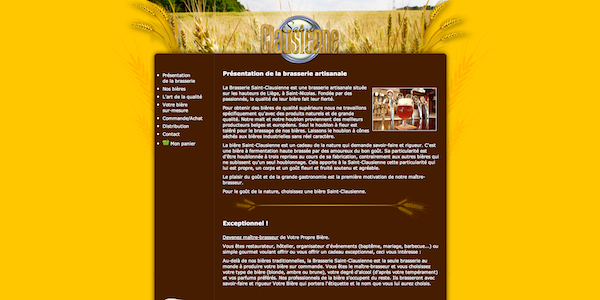 Saint
Clausienne
Présentation
de la brasserie
Nos bières
L'art de la qualité
Votre bière
sur-mesure
Commande/Achat
Distribution
Contact
Mon panier
Présentation de la brasserie artisanale
La Brasserie Saint-Clausienne est une brasserie artisanale située
sur les hauteurs de Liège, à Saint-Nicolas. Fondée par des
passionnés, la qualité de leur bière fait leur fierté.
Pour obtenir des bières de qualité supérieure nous ne travaillons
spécifiquement qu'avec des produits naturels et de grande
qualité. Notre malt et notre houblon proviennent des meilleurs
producteurs belges et européens. Seul le houblon à fleur est
toléré pour le brassage de nos bières. Laissons le houblon à cônes
séchés aux bières industrielles sans réel caractère.
La bière Saint-Clausienne est un cadeau de la nature qui demande savoir-faire et rigueur. C'est
une bière à fermentation haute brassée par des amoureux du bon goût. Sa particularité est
d'être houblonnée à trois reprises au cours de sa fabrication, contrairement aux autres bières qui
ne subissent qu'un seul houblonnage. Cela apporte à la Saint-Clausienne cette particularité qui
lui est propre, un corps et un goût fleuri et fruité soutenu et agréable.
Le plaisir du goût et de la grande gastronomie est la première motivation de notre maître-
brasseur.
Pour le goût de la nature, choisissez une bière Saint-Clausienne.
Exceptionnel !
Devenez maître-brasseur de Votre Propre Bière.
Vous êtes restaurateur, hôtelier, organisateur d'événements (baptême, mariage, barbecue...) ou
simple gourmet voulant offrir ou vous offrir un cadeau exceptionnel, ceci vous intéresse :
Au-delà de nos bières traditionnelles, la Brasserie Saint-Clausienne est la seule brasserie au
monde à produire votre bière sur commande. Vous êtes le maître-brasseur et vous choisissez
votre type de bière (blonde, ambre ou brune), votre degré d'alcool (d'après votre tempérament)
et vos parfums préférés. Nos professionnels de la bière s'occupent du reste. Ils brasseront avec
savoir-faire et rigueur Votre Bière qui portera l'étiquette et le nom que vous lui aurez choisi.